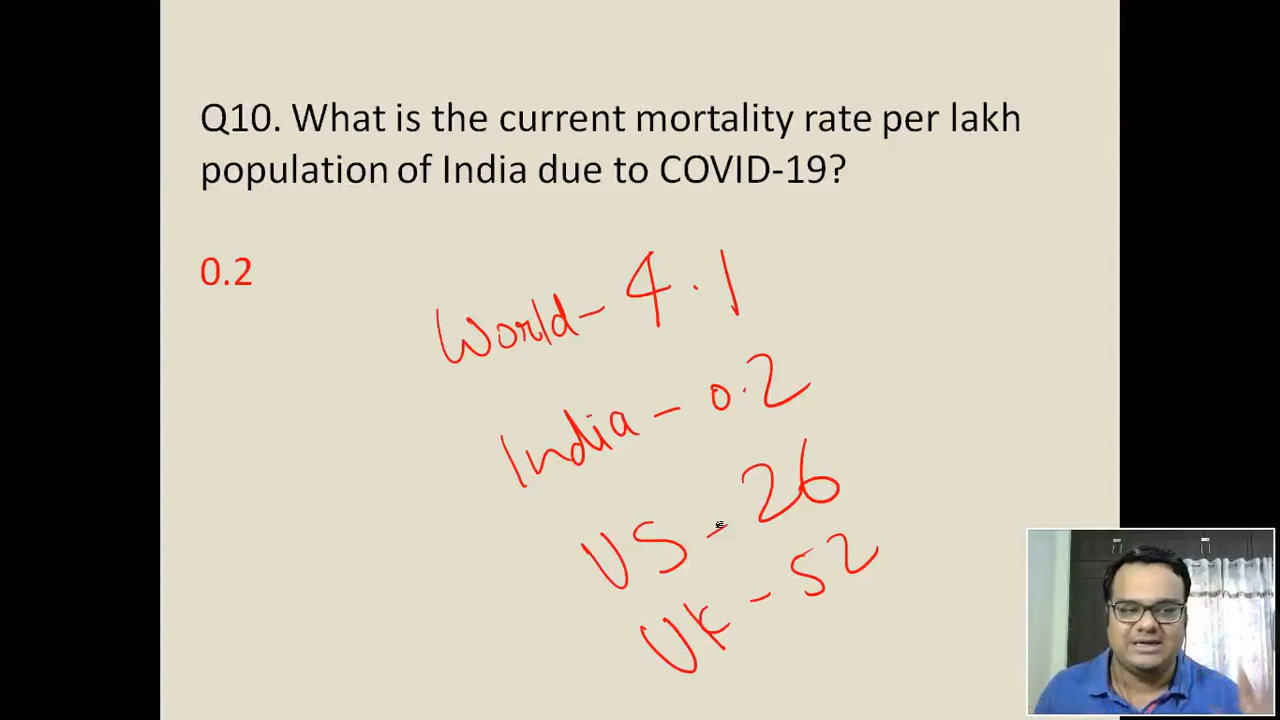 Q10. What is the current mortality rate per lakh
population of India due to COVID-19?
0.2
World - 4.1
India - 0.2
US - 26
UK - 52